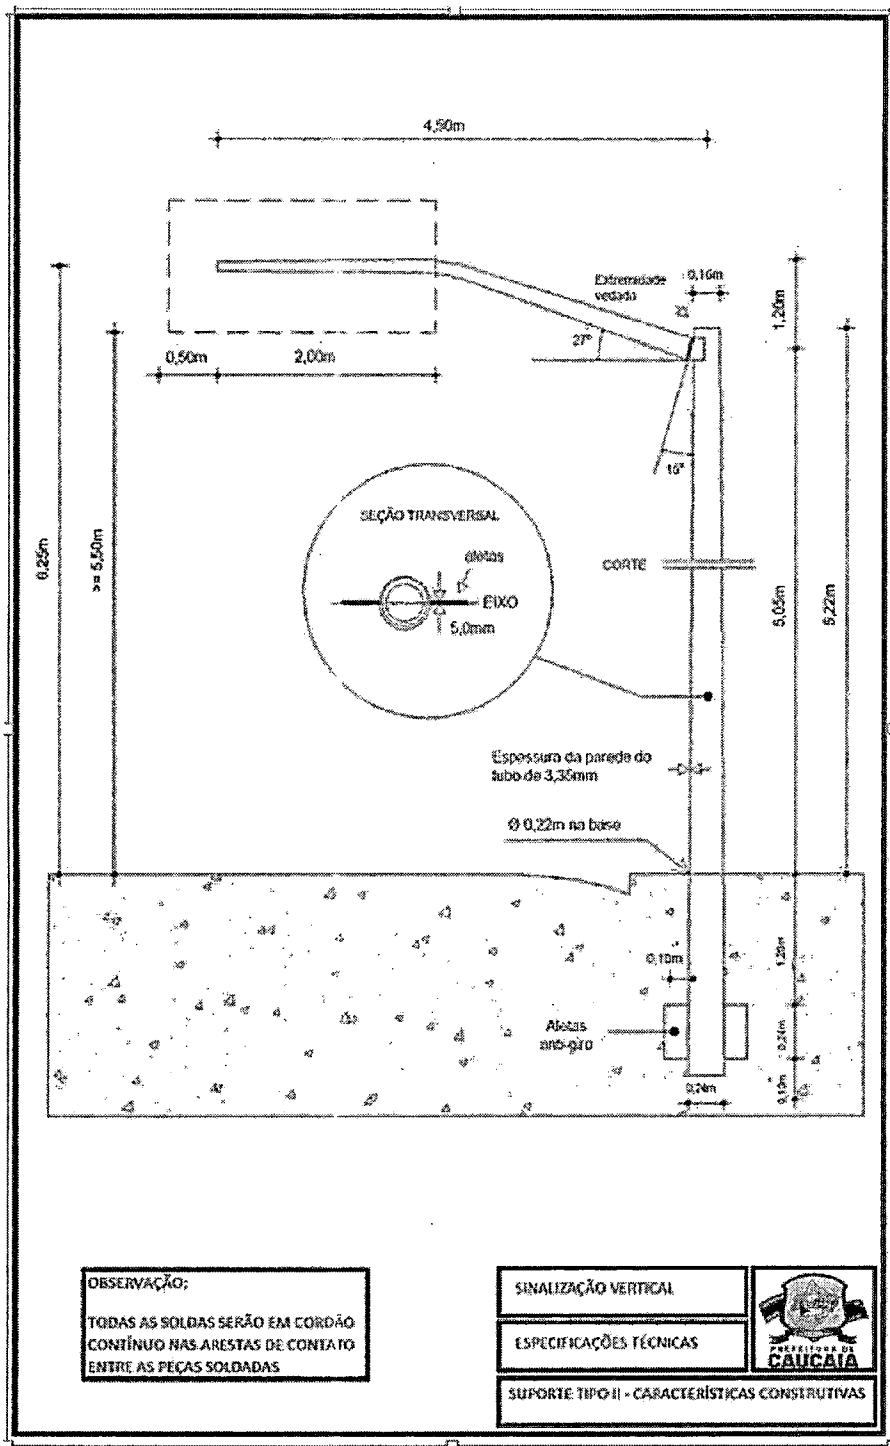 4,50m
Extremidade
vedada
0,16m
1,20m
27°
0,50m
2,00m
15°
6,25m
>= 5,50m
SEÇÃO TRANSVERSAL
aletas
EIXO
5,0mm
CORTE
5,05m
5,22m
Espessura da parede do
tubo de 3,35mm
Ø 0,22m na base
0,10m
1,20m
Aletas
anti-giro
0,24m
0,24m
0,10m
OBSERVAÇÃO:
TODAS AS SOLDAS SERÃO EM CORDÃO
CONTÍNUO NAS ARESTAS DE CONTATO
ENTRE AS PEÇAS SOLDADAS
SINALIZAÇÃO VERTICAL
ESPECIFICAÇÕES TÉCNICAS
PREFEITURA DE
CAUCAIA
SUPORTE TIPO II - CARACTERÍSTICAS CONSTRUTIVAS